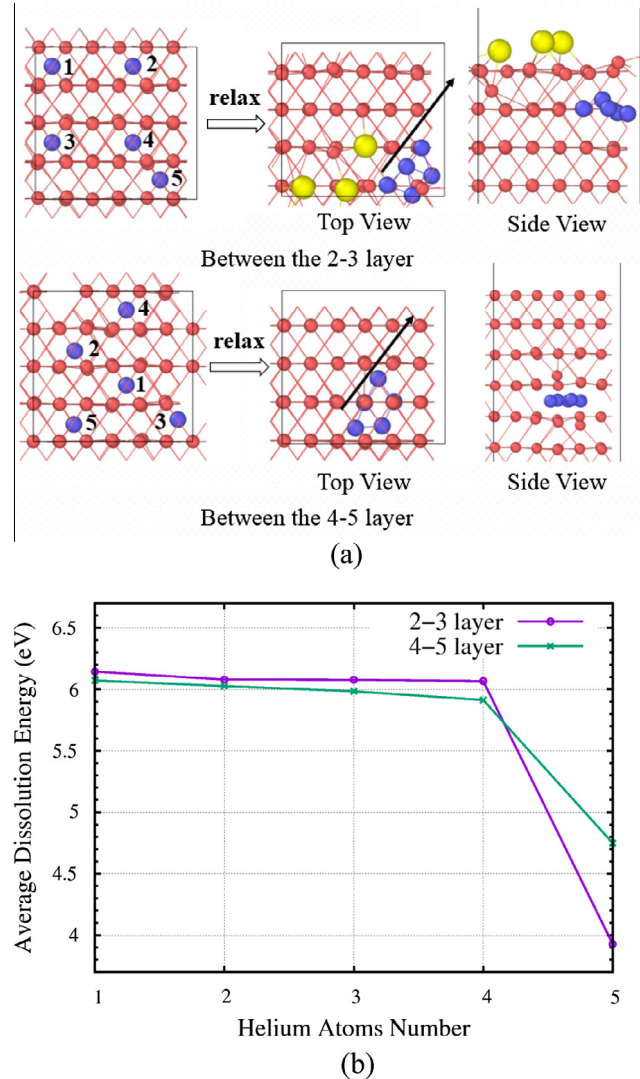 1 2
3 4
5
relax
Top View Side View
Between the 2-3 layer
4
2
1
5 3
relax
Top View Side View
Between the 4-5 layer
(a)
Average Dissolution Energy (eV)
6.5
6
5.5
5
4.5
4
2−3 layer
4−5 layer
1 2 3 4 5
Helium Atoms Number
(b)